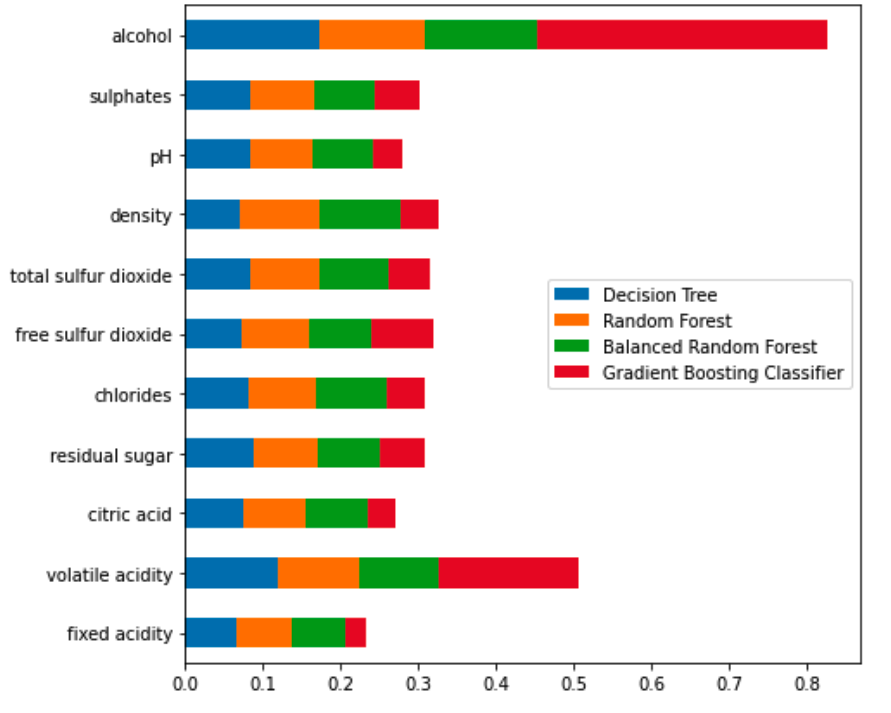 alcohol
sulphates
pH
density
total sulfur dioxide
free sulfur dioxide
chlorides
residual sugar
citric acid
volatile acidity
fixed acidity
Decision Tree
Random Forest
Balanced Random Forest
Gradient Boosting Classifier
0.0 0.1 0.2 0.3 0.4 0.5 0.6 0.7 0.8